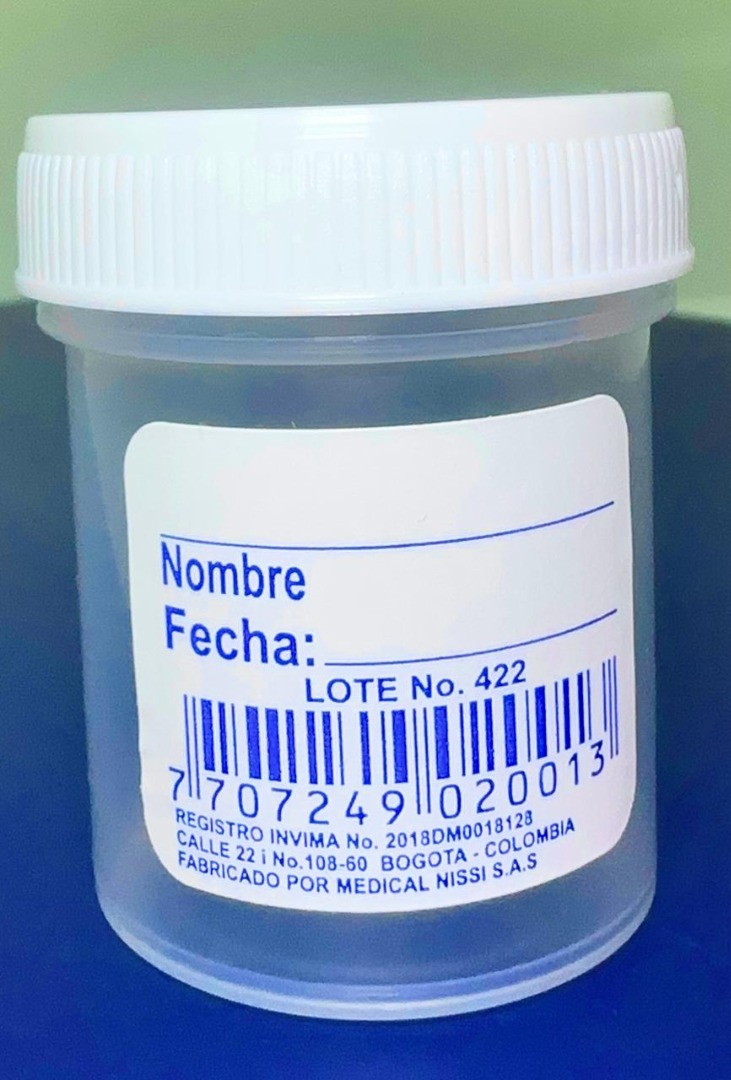 Nombre
Fecha:
LOTE No. 422
7 707249 020013
REGISTRO INVIMA No. 2018DM0018128
CALLE 22 i No.108-60 BOGOTA - COLOMBIA
FABRICADO POR MEDICAL NISSI S.A.S